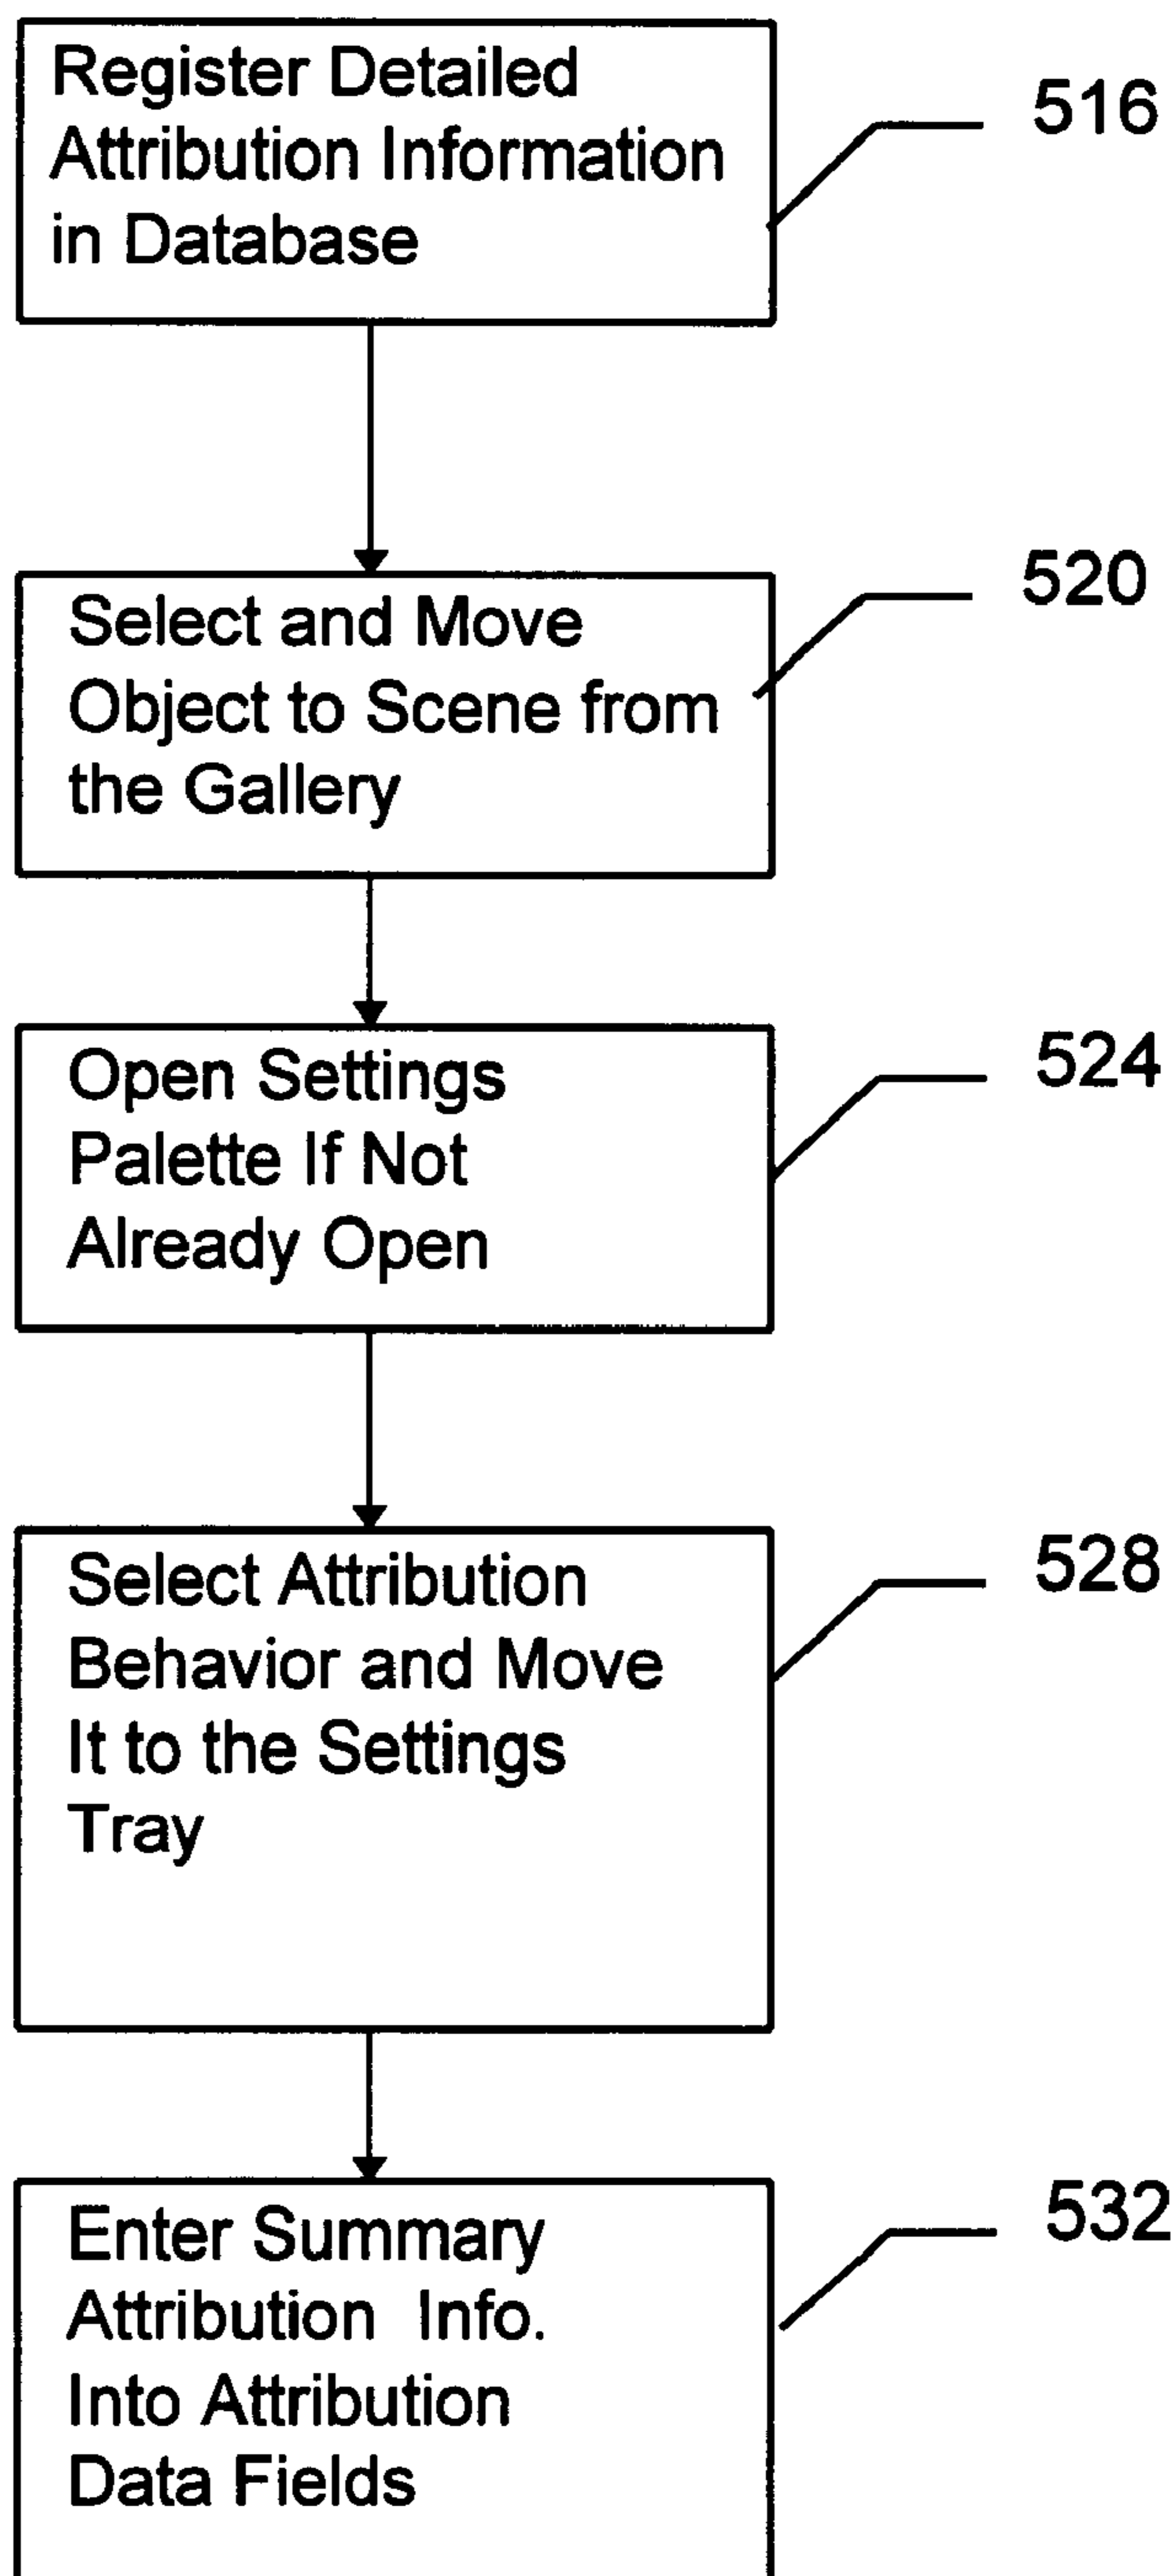 Register Detailed
Attribution Information
in Database
516
Select and Move
Object to Scene from
the Gallery
520
Open Settings
Palette If Not
Already Open
524
Select Attribution
Behavior and Move
It to the Settings
Tray
528
Enter Summary
Attribution Info.
Into Attribution
Data Fields
532